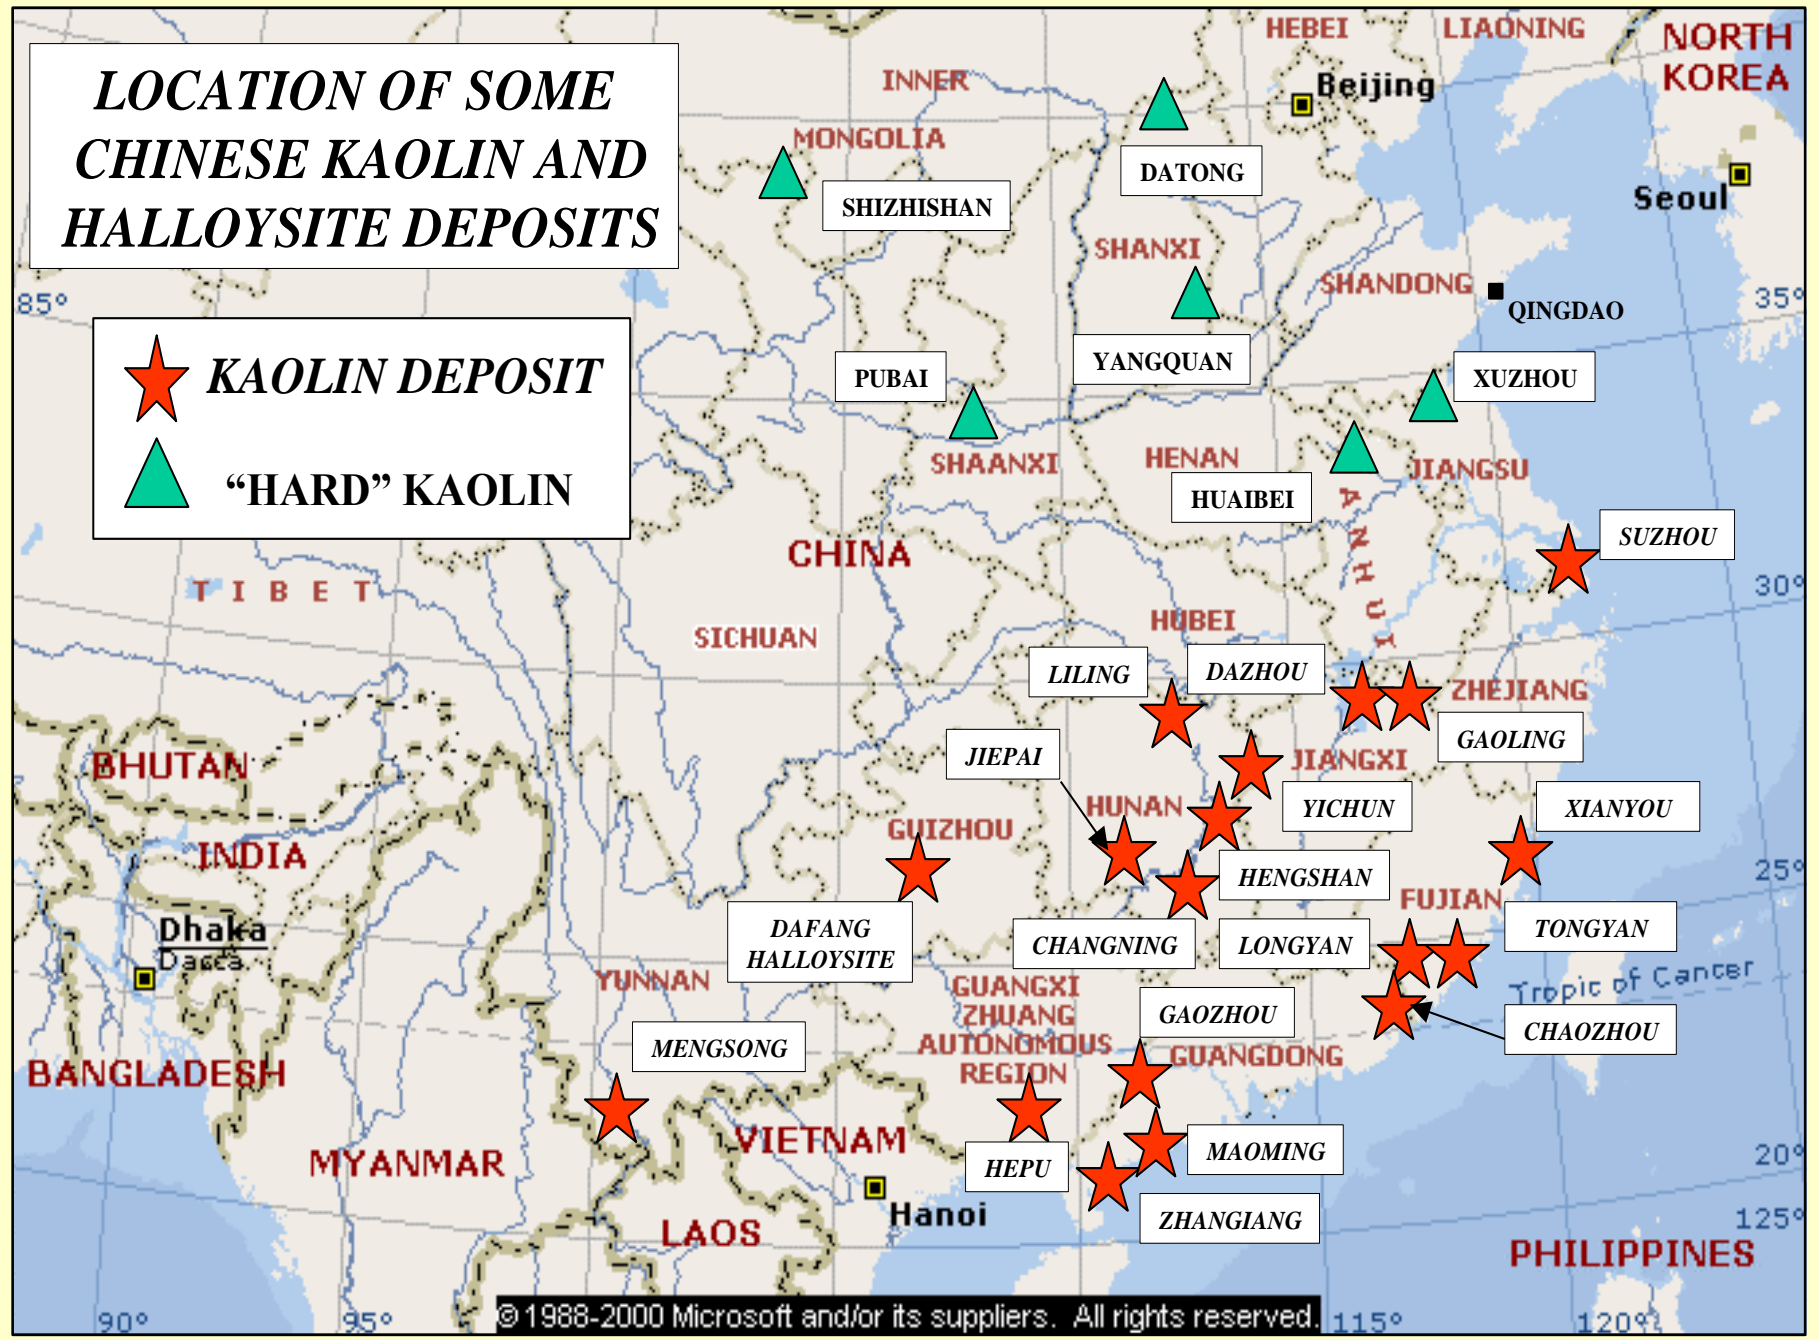 LOCATION OF SOME
CHINESE KAOLIN AND
HALLOYSITE DEPOSITS
KAOLIN DEPOSIT
“HARD” KAOLIN
HEBEI
LIAONING
NORTH
KOREA
Beijing
INNER
MONGOLIA
DATONG
SHIZHISHAN
Seoul
SHANXI
SHANDONG
QINGDAO
85°
35°
YANGQUAN
PUBAI
XUZHOU
SHAANXI
HENAN
JIANGSU
HUAIBEI
ANHUI
SUZHOU
CHINA
TIBET
30°
SICHUAN
HUBEI
LILING
DAZHOU
ZHEJIANG
GAOLING
JIEPAI
JIANGXI
BHUTAN
HUNAN
YICHUN
XIANYOU
GUIZHOU
INDIA
HENGSHAN
25°
FUJIAN
Dhaka
Dacca
DAFANG
HALLOYSITE
CHANGNING
LONGYAN
TONGYAN
YUNNAN
GUANGXI
ZHUANG
AUTONOMOUS
REGION
Tropic of Cancer
GAOZHOU
CHAOZHOU
MENGSONG
GUANGDONG
BANGLADESH
MYANMAR
VIETNAM
HEPU
MAOMING
20°
Hanoi
ZHANGIANG
125°
LAOS
PHILIPPINES
© 1988-2000 Microsoft and/or its suppliers. All rights reserved.
90°
95°
115°
120°